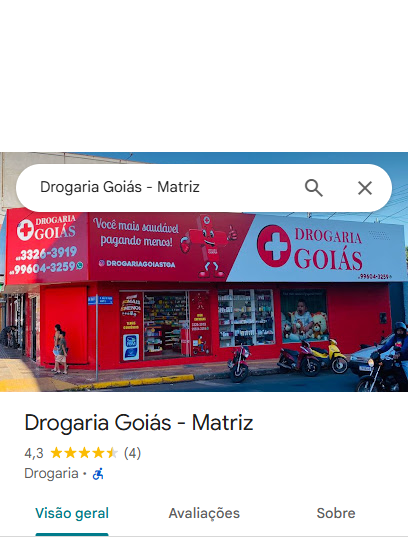 Drogaria Goiás - Matriz
DROGARIA
GOIÁS
3326-3919
99604-3259
Você mais saudável
pagando menos!
@DROGARIAGOIASTGA
DROGARIA
GOIÁS
99604-3259
Drogaria Goiás - Matriz
4,3 (4)
Drogaria •
Visão geral Avaliações Sobre